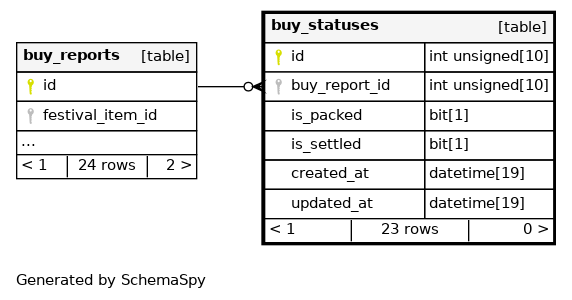 buy_reports [table]
id
festival_item_id
...
< 1 24 rows 2 >
buy_statuses [table]
id int unsigned[10]
buy_report_id int unsigned[10]
is_packed bit[1]
is_settled bit[1]
created_at datetime[19]
updated_at datetime[19]
< 1 23 rows 0 >
Generated by SchemaSpy